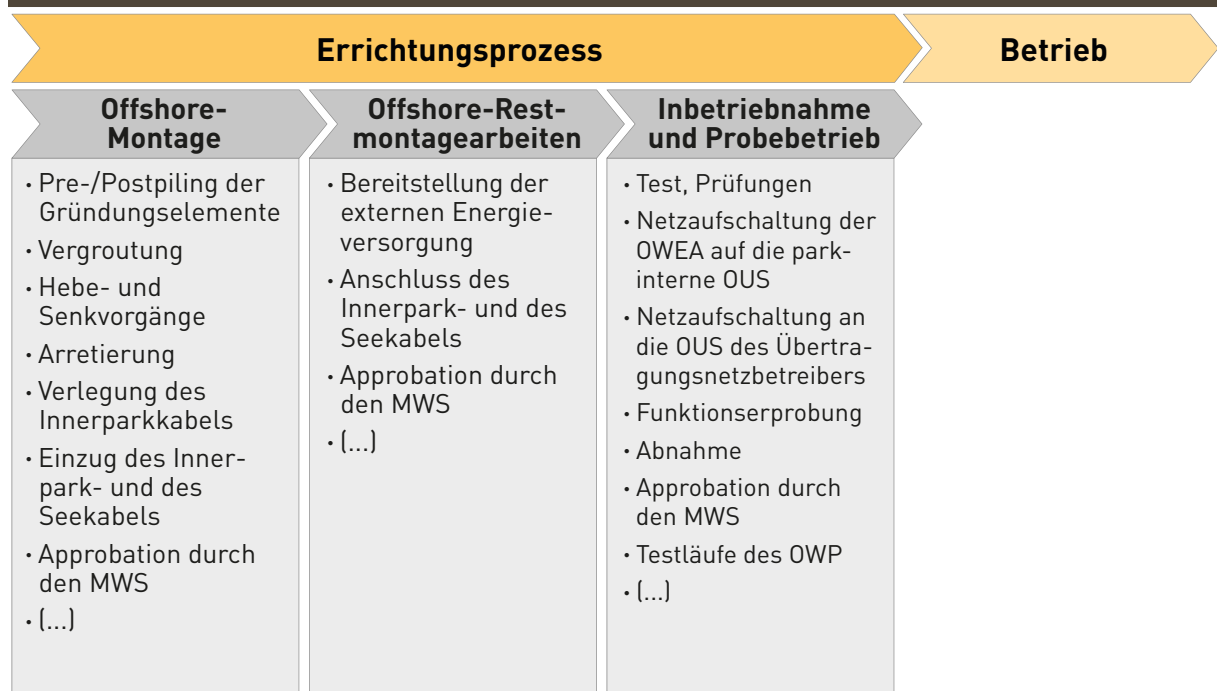 Errichtungsprozess
Betrieb
Offshore-
Montage
· Pre-/Postpiling der
Gründungselemente
· Vergroutung
· Hebe- und
Senkvorgänge
· Arretierung
· Verlegung des
Innerparkkabels
· Einzug des Inner-
park- und des
Seekabels
· Approbation durch
den MWS
· (...)
Offshore-Rest-
montagearbeiten
· Bereitstellung der
externen Energie-
versorgung
· Anschluss des
Innerpark- und des
Seekabels
· Approbation durch
den MWS
· (...)
Inbetriebnahme
und Probebetrieb
· Test, Prüfungen
· Netzaufschaltung der
OWEA auf die park-
interne OUS
· Netzaufschaltung an
die OUS des Übertra-
gungsnetzbetreibers
· Funktionserprobung
· Abnahme
· Approbation durch
den MWS
· Testläufe des OWP
· (...)